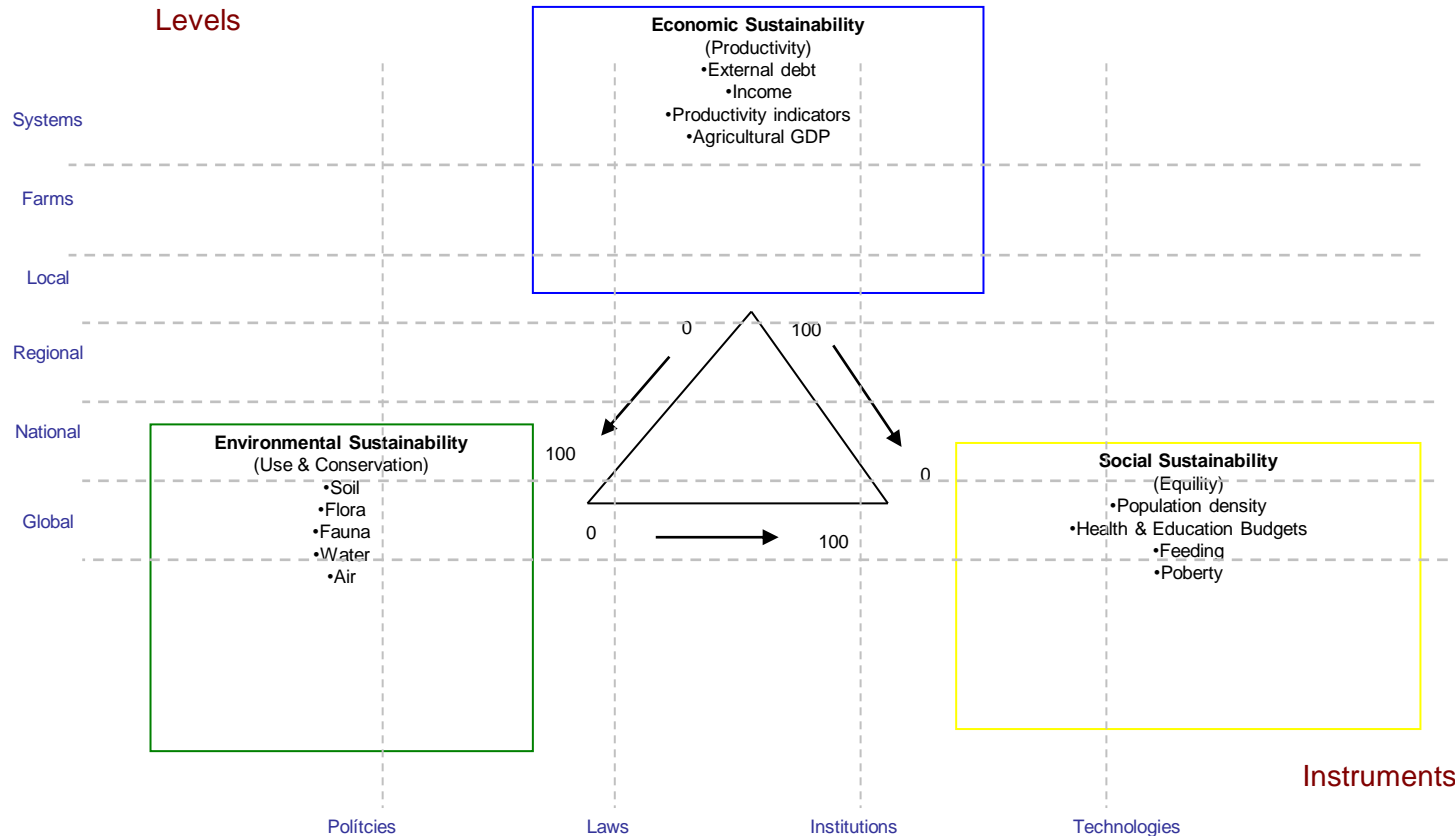 Levels
Economic Sustainability
(Productivity)
•External debt
•Income
•Productivity indicators
•Agricultural GDP
Systems
Farms
Local
Regional
National
Global
0
100
100
0
0
100
Environmental Sustainability
(Use & Conservation)
•Soil
•Flora
•Fauna
•Water
•Air
Social Sustainability
(Equility)
•Population density
•Health & Education Budgets
•Feeding
•Poberty
Instruments
Polítcies
Laws
Institutions
Technologies